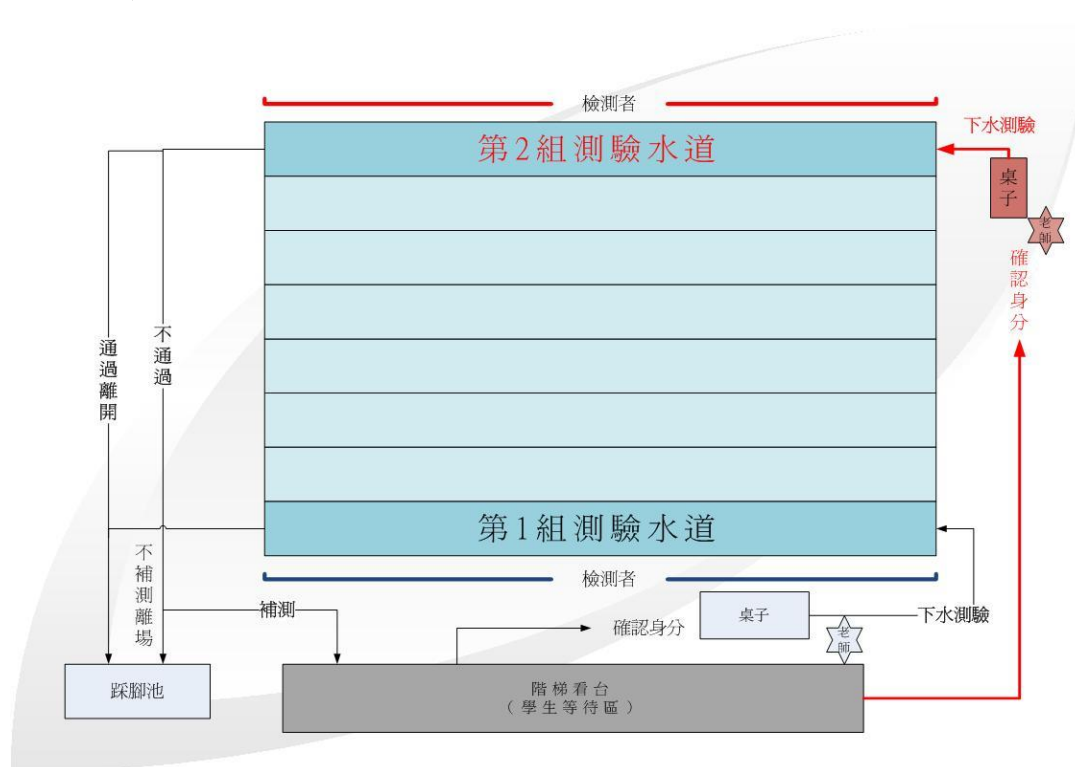 檢測者
第2組測驗水道
下水測驗
桌子
老師
確認身分
通過離開
不通過
第1組測驗水道
檢測者
不補測離場
補測
確認身分
桌子
老師
下水測驗
踩腳池
階梯看台
（學生等待區）